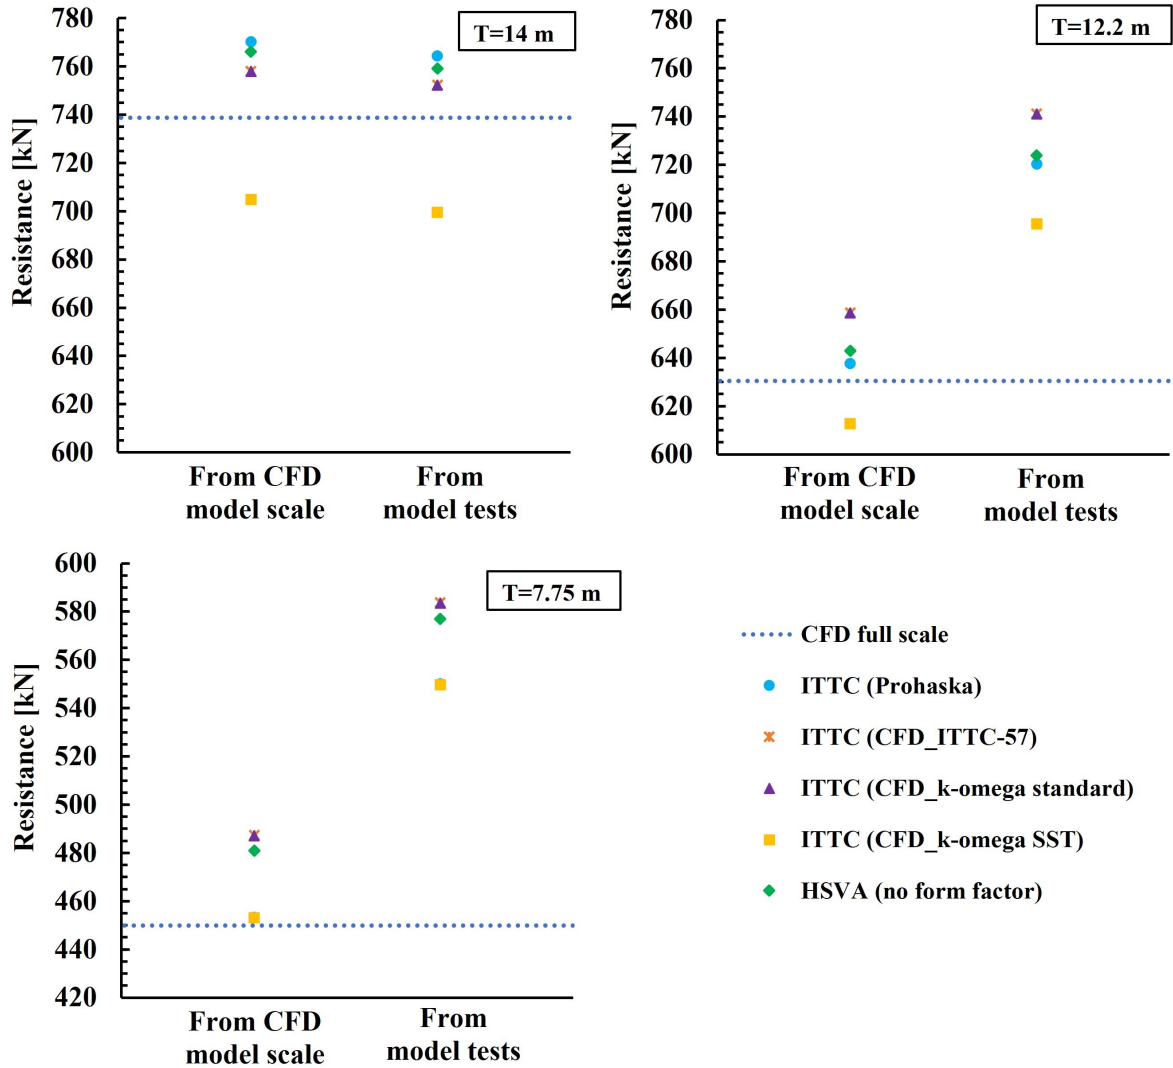 T=14 m
Resistance [kN]
780
760
740
720
700
680
660
640
620
600
From CFD
model scale
From
model tests
T=12.2 m
Resistance [kN]
780
760
740
720
700
680
660
640
620
600
From CFD
model scale
From
model tests
T=7.75 m
Resistance [kN]
600
580
560
540
520
500
480
460
440
420
From CFD
model scale
From
model tests
CFD full scale
ITTC (Prohaska)
ITTC (CFD_ITTC-57)
ITTC (CFD_k-omega standard)
ITTC (CFD_k-omega SST)
HSVA (no form factor)